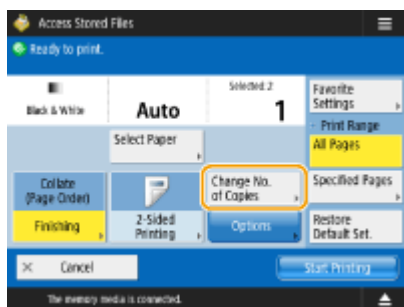 Access Stored Files
Ready to print.
Black & White
Auto
Selected: 2
1
Favorite
Settings
Print Range
All Pages
Select Paper
Collate
(Page Order)
Change No.
of Copies
Specified Pages
Finishing
2-Sided
Printing
Options
Restore
Default Set.
× Cancel
Start Printing
The memory media is connected.